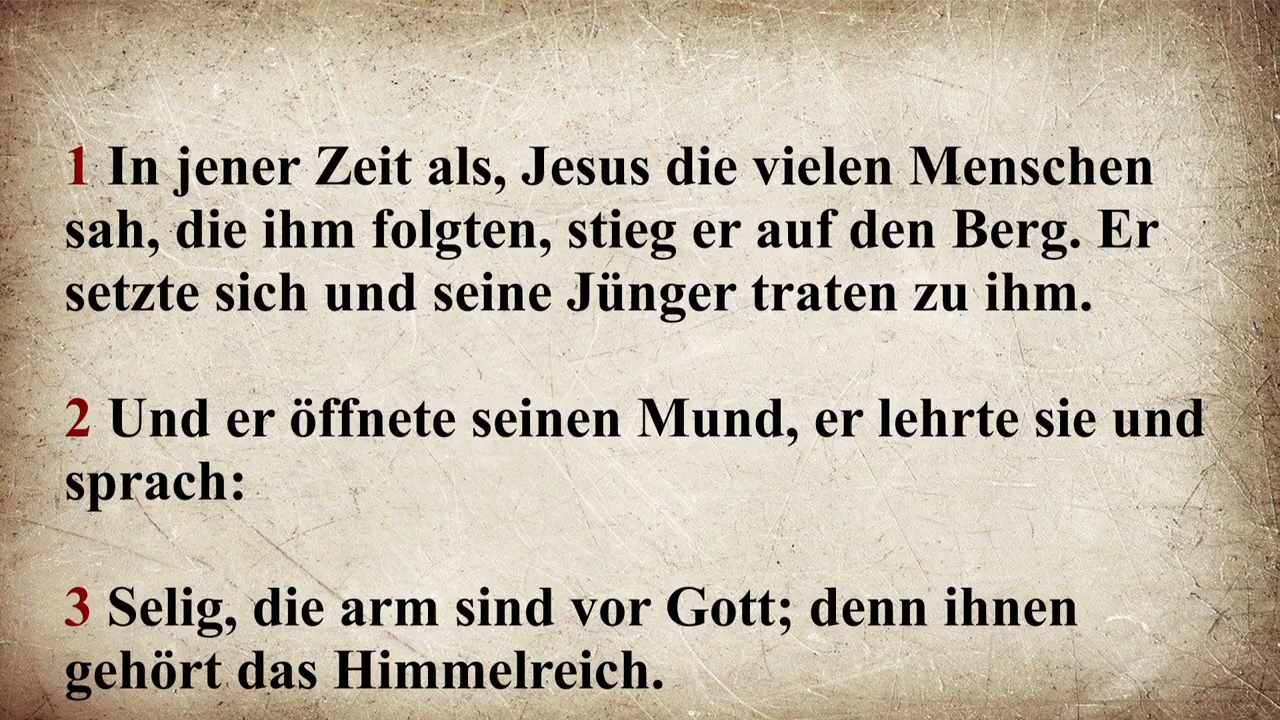 1 In jener Zeit als, Jesus die vielen Menschen
sah, die ihm folgten, stieg er auf den Berg. Er
setzte sich und seine Jünger traten zu ihm.
2 Und er öffnete seinen Mund, er lehrte sie und
sprach:
3 Selig, die arm sind vor Gott; denn ihnen
gehört das Himmelreich.